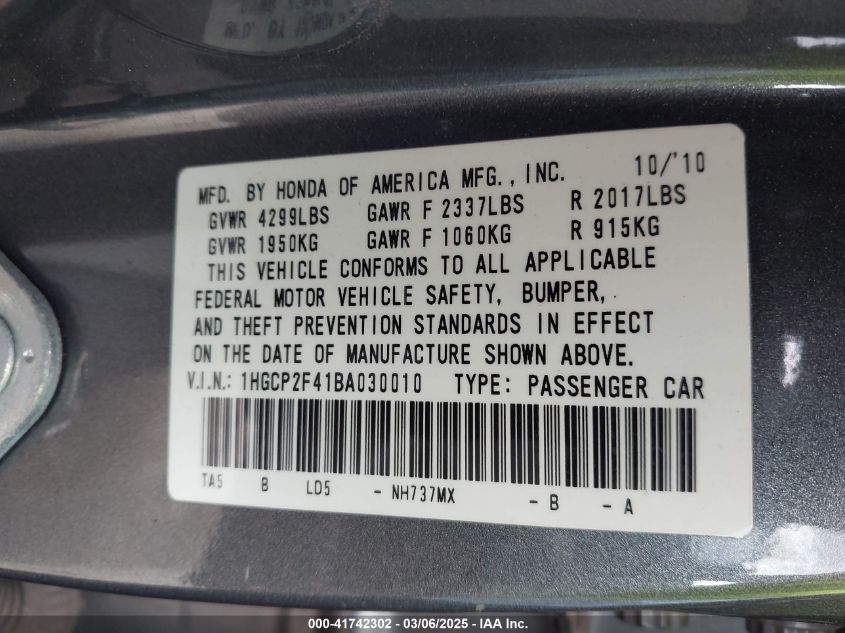 MFD. BY HONDA OF AMERICA MFG., INC. 10/'10
GVWR 4299LBS GAWR F 2337LBS R 2017LBS
GVWR 1950KG GAWR F 1060KG R 915KG
THIS VEHICLE CONFORMS TO ALL APPLICABLE
FEDERAL MOTOR VEHICLE SAFETY, BUMPER,
AND THEFT PREVENTION STANDARDS IN EFFECT
ON THE DATE OF MANUFACTURE SHOWN ABOVE.
V.I.N.: 1HGCP2F41BA030010 TYPE: PASSENGER CAR
TA5 B LD5 - NH737MX - B - A
000-41742302 - 03/06/2025 - IAA Inc.